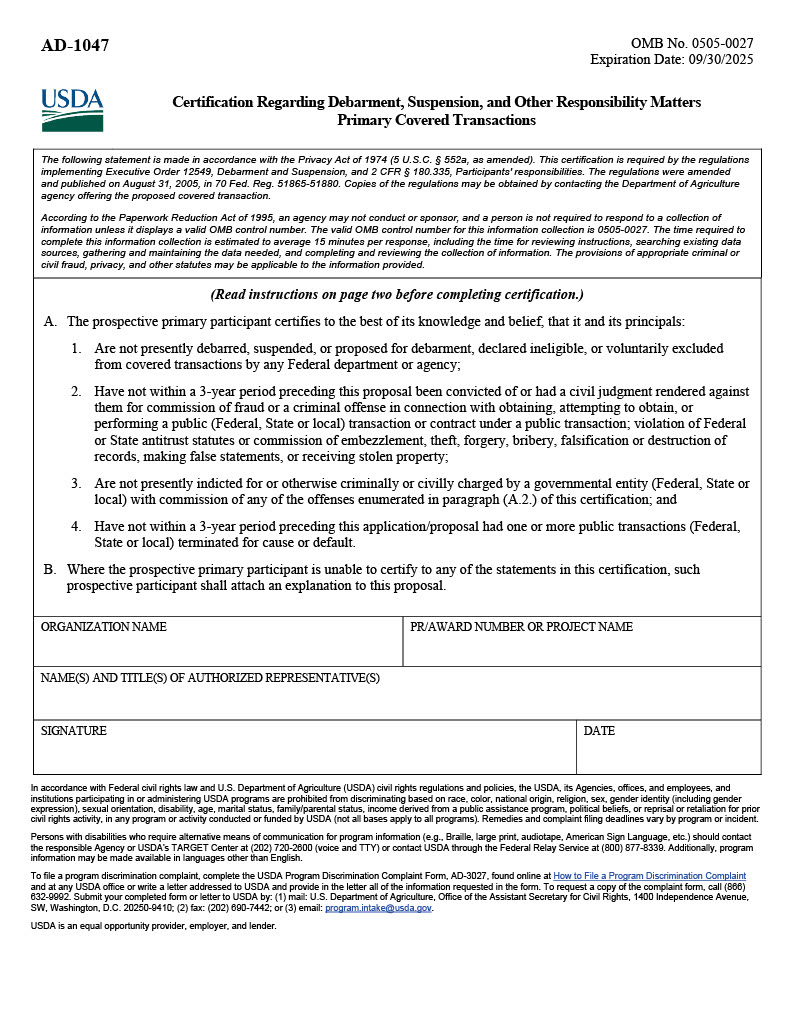 AD-1047
OMB No. 0505-0027
Expiration Date: 09/30/2025
USDA
Certification Regarding Debarment, Suspension, and Other Responsibility Matters
Primary Covered Transactions
The following statement is made in accordance with the Privacy Act of 1974 (5 U.S.C. § 552a, as amended). This certification is required by the regulations
implementing Executive Order 12549, Debarment and Suspension, and 2 CFR § 180.335, Participants' responsibilities. The regulations were amended
and published on August 31, 2005, in 70 Fed. Reg. 51865-51880. Copies of the regulations may be obtained by contacting the Department of Agriculture
agency offering the proposed covered transaction.
According to the Paperwork Reduction Act of 1995, an agency may not conduct or sponsor, and a person is not required to respond to a collection of
information unless it displays a valid OMB control number. The valid OMB control number for this information collection is 0505-0027. The time required to
complete this information collection is estimated to average 15 minutes per response, including the time for reviewing instructions, searching existing data
sources, gathering and maintaining the data needed, and completing and reviewing the collection of information. The provisions of appropriate criminal or
civil fraud, privacy, and other statutes may be applicable to the information provided.
(Read instructions on page two before completing certification.)
A. The prospective primary participant certifies to the best of its knowledge and belief, that it and its principals:
1. Are not presently debarred, suspended, or proposed for debarment, declared ineligible, or voluntarily excluded
from covered transactions by any Federal department or agency;
2. Have not within a 3-year period preceding this proposal been convicted of or had a civil judgment rendered against
them for commission of fraud or a criminal offense in connection with obtaining, attempting to obtain, or
performing a public (Federal, State or local) transaction or contract under a public transaction; violation of Federal
or State antitrust statutes or commission of embezzlement, theft, forgery, bribery, falsification or destruction of
records, making false statements, or receiving stolen property;
3. Are not presently indicted for or otherwise criminally or civilly charged by a governmental entity (Federal, State or
local) with commission of any of the offenses enumerated in paragraph (A.2.) of this certification; and
4. Have not within a 3-year period preceding this application/proposal had one or more public transactions (Federal,
State or local) terminated for cause or default.
B. Where the prospective primary participant is unable to certify to any of the statements in this certification, such
prospective participant shall attach an explanation to this proposal.
ORGANIZATION NAME
PR/AWARD NUMBER OR PROJECT NAME
NAME(S) AND TITLE(S) OF AUTHORIZED REPRESENTATIVE(S)
SIGNATURE
DATE
In accordance with Federal civil rights law and U.S. Department of Agriculture (USDA) civil rights regulations and policies, the USDA, its Agencies, offices, and employees, and
institutions participating in or administering USDA programs are prohibited from discriminating based on race, color, national origin, religion, sex, gender identity (including gender
expression), sexual orientation, disability, age, marital status, family/parental status, income derived from a public assistance program, political beliefs, or reprisal or retaliation for prior
civil rights activity, in any program or activity conducted or funded by USDA (not all bases apply to all programs). Remedies and complaint filing deadlines vary by program or incident.
Persons with disabilities who require alternative means of communication for program information (e.g., Braille, large print, audiotape, American Sign Language, etc.) should contact
the responsible Agency or USDA's TARGET Center at (202) 720-2600 (voice and TTY) or contact USDA through the Federal Relay Service at (800) 877-8339. Additionally, program
information may be made available in languages other than English.
To file a program discrimination complaint, complete the USDA Program Discrimination Complaint Form, AD-3027, found online at How to File a Program Discrimination Complaint
and at any USDA office or write a letter addressed to USDA and provide in the letter all of the information requested in the form. To request a copy of the complaint form, call (866)
632-9992. Submit your completed form or letter to USDA by: (1) mail: U.S. Department of Agriculture, Office of the Assistant Secretary for Civil Rights, 1400 Independence Avenue,
SW, Washington, D.C. 20250-9410; (2) fax: (202) 690-7442; or (3) email: program.intake@usda.gov.
USDA is an equal opportunity provider, employer, and lender.